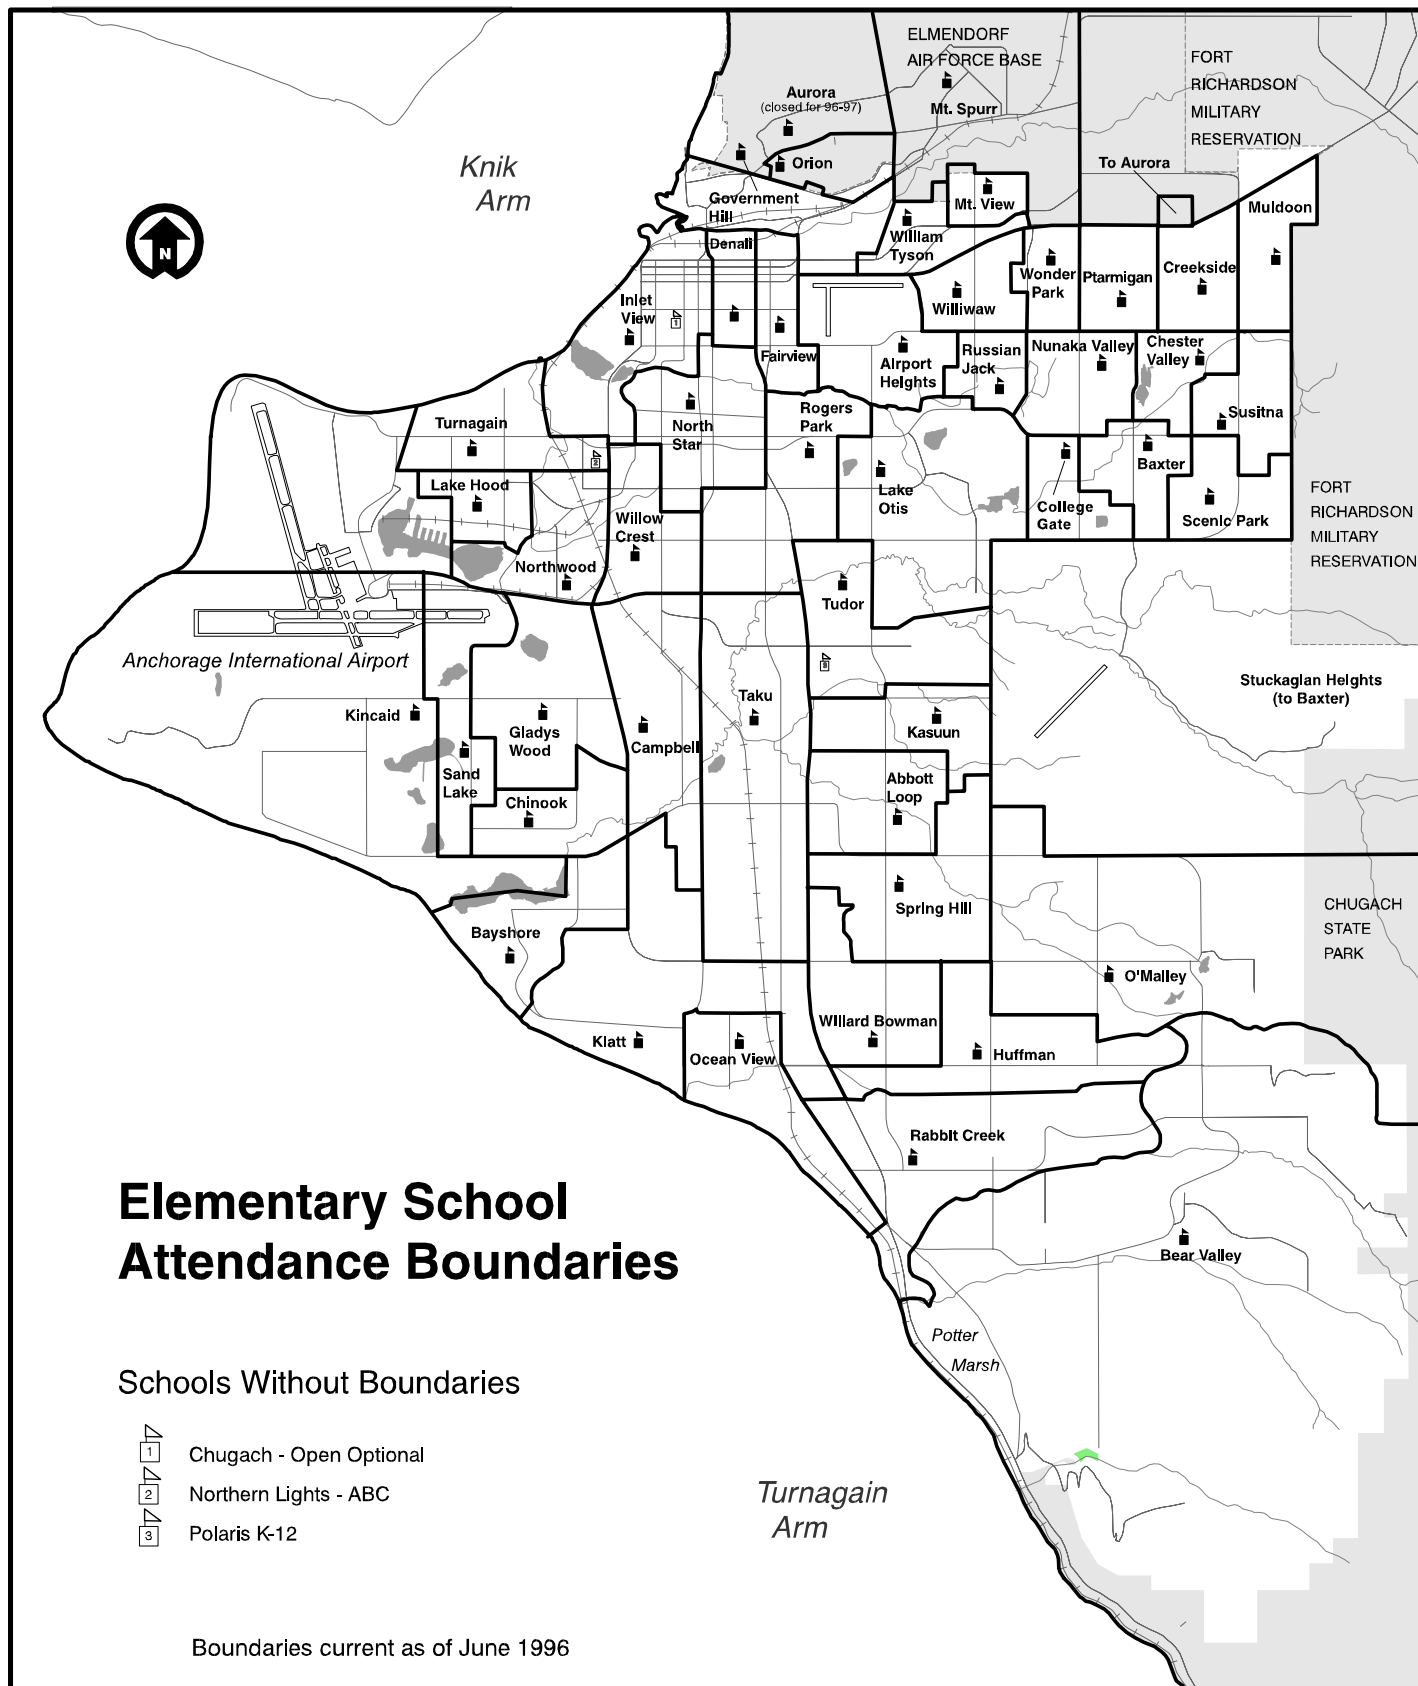 ELMENDORF
AIR FORCE BASE
FORT
RICHARDSON
MILITARY
RESERVATION
Aurora
(closed for 96-97)
Mt. Spurr
Orion
To Aurora
Knik
Arm
Government
Hill
Mt. View
Muldoon
William
Tyson
Denali
N
Inlet
View
1
Wonder
Park
Ptarmigan
Creekside
Williwaw
Fairview
Airport
Heights
Russian
Jack
Nunaka Valley
Chester
Valley
Turnagain
North
Star
Rogers
Park
Susitna
2
Lake Hood
Lake
Otis
Baxter
College
Gate
Scenic Park
FORT
RICHARDSON
MILITARY
RESERVATION
Willow
Crest
Northwood
Tudor
Anchorage International Airport
3
Stuckagian Heights
(to Baxter)
Kincaid
Gladys
Wood
Campbell
Taku
Kasuun
Sand
Lake
Abbott
Loop
Chinook
Spring Hill
CHUGACH
STATE
PARK
Bayshore
O'Malley
Klatt
Ocean View
Willard Bowman
Huffman
Rabbit Creek
Elementary School
Attendance Boundaries
Bear Valley
Potter
Marsh
Schools Without Boundaries
1 Chugach - Open Optional
2 Northern Lights - ABC
3 Polaris K-12
Turnagain
Arm
Boundaries current as of June 1996